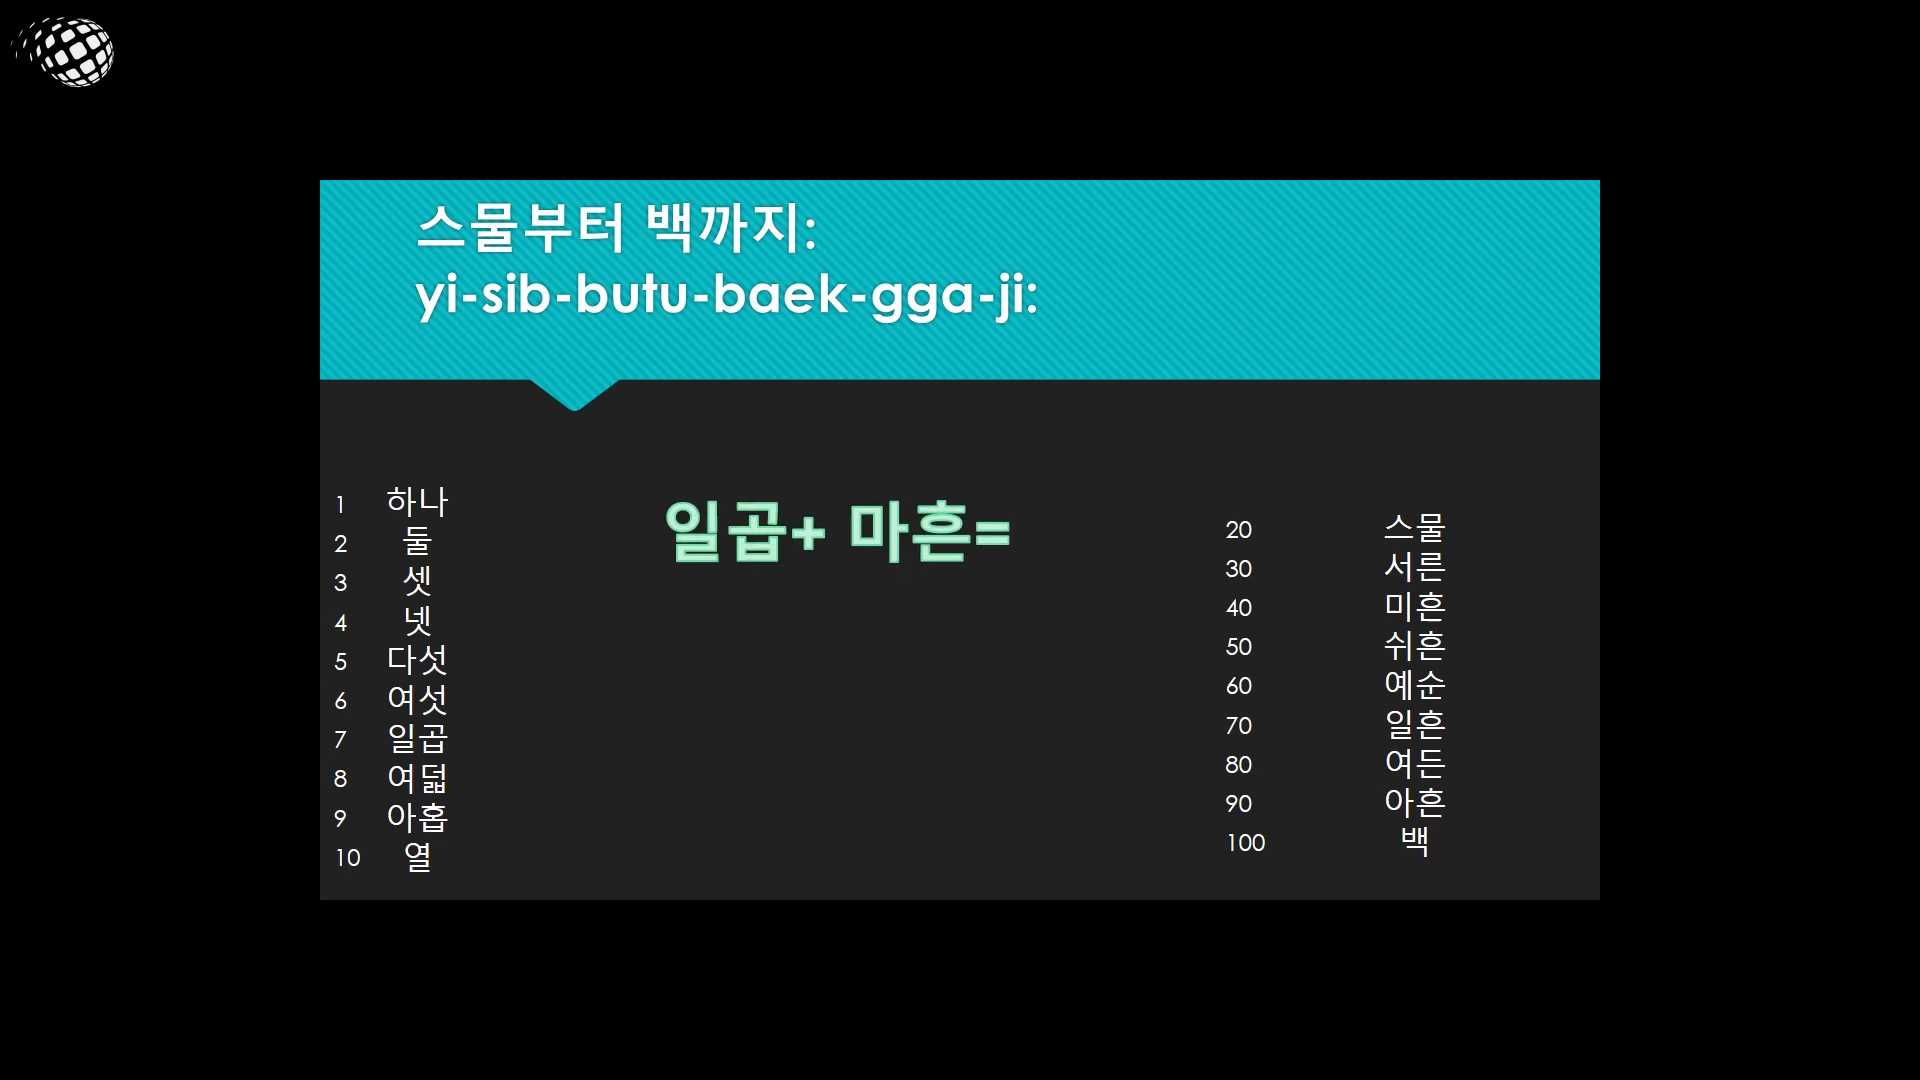 스물부터 백까지:
yi-sib-butu-baek-gga-ji:
일곱+ 마흔=
1 하나
2 둘
3 셋
4 넷
5 다섯
6 여섯
7 일곱
8 여덟
9 아홉
10 열
20 스물
30 서른
40 미흔
50 쉬흔
60 예순
70 일흔
80 여든
90 아흔
100 백